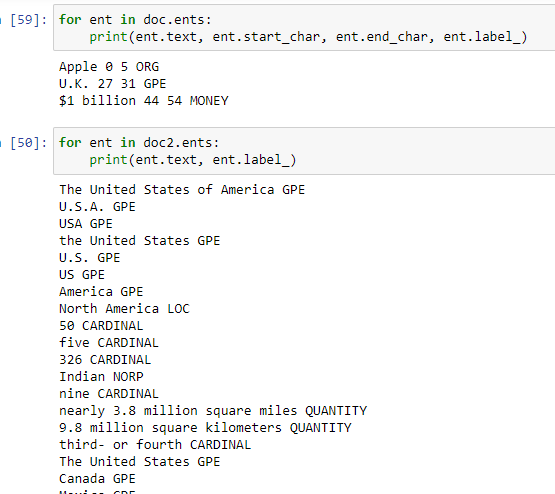 [59]: for ent in doc.ents:
print(ent.text, ent.start_char, ent.end_char, ent.label_)
Apple 0 5 ORG
U.K. 27 31 GPE
$1 billion 44 54 MONEY
[50]: for ent in doc2.ents:
print(ent.text, ent.label_)
The United States of America GPE
U.S.A. GPE
USA GPE
the United States GPE
U.S. GPE
US GPE
America GPE
North America LOC
50 CARDINAL
five CARDINAL
326 CARDINAL
Indian NORP
nine CARDINAL
nearly 3.8 million square miles QUANTITY
9.8 million square kilometers QUANTITY
third- or fourth CARDINAL
The United States GPE
Canada GPE
Mexico GPE